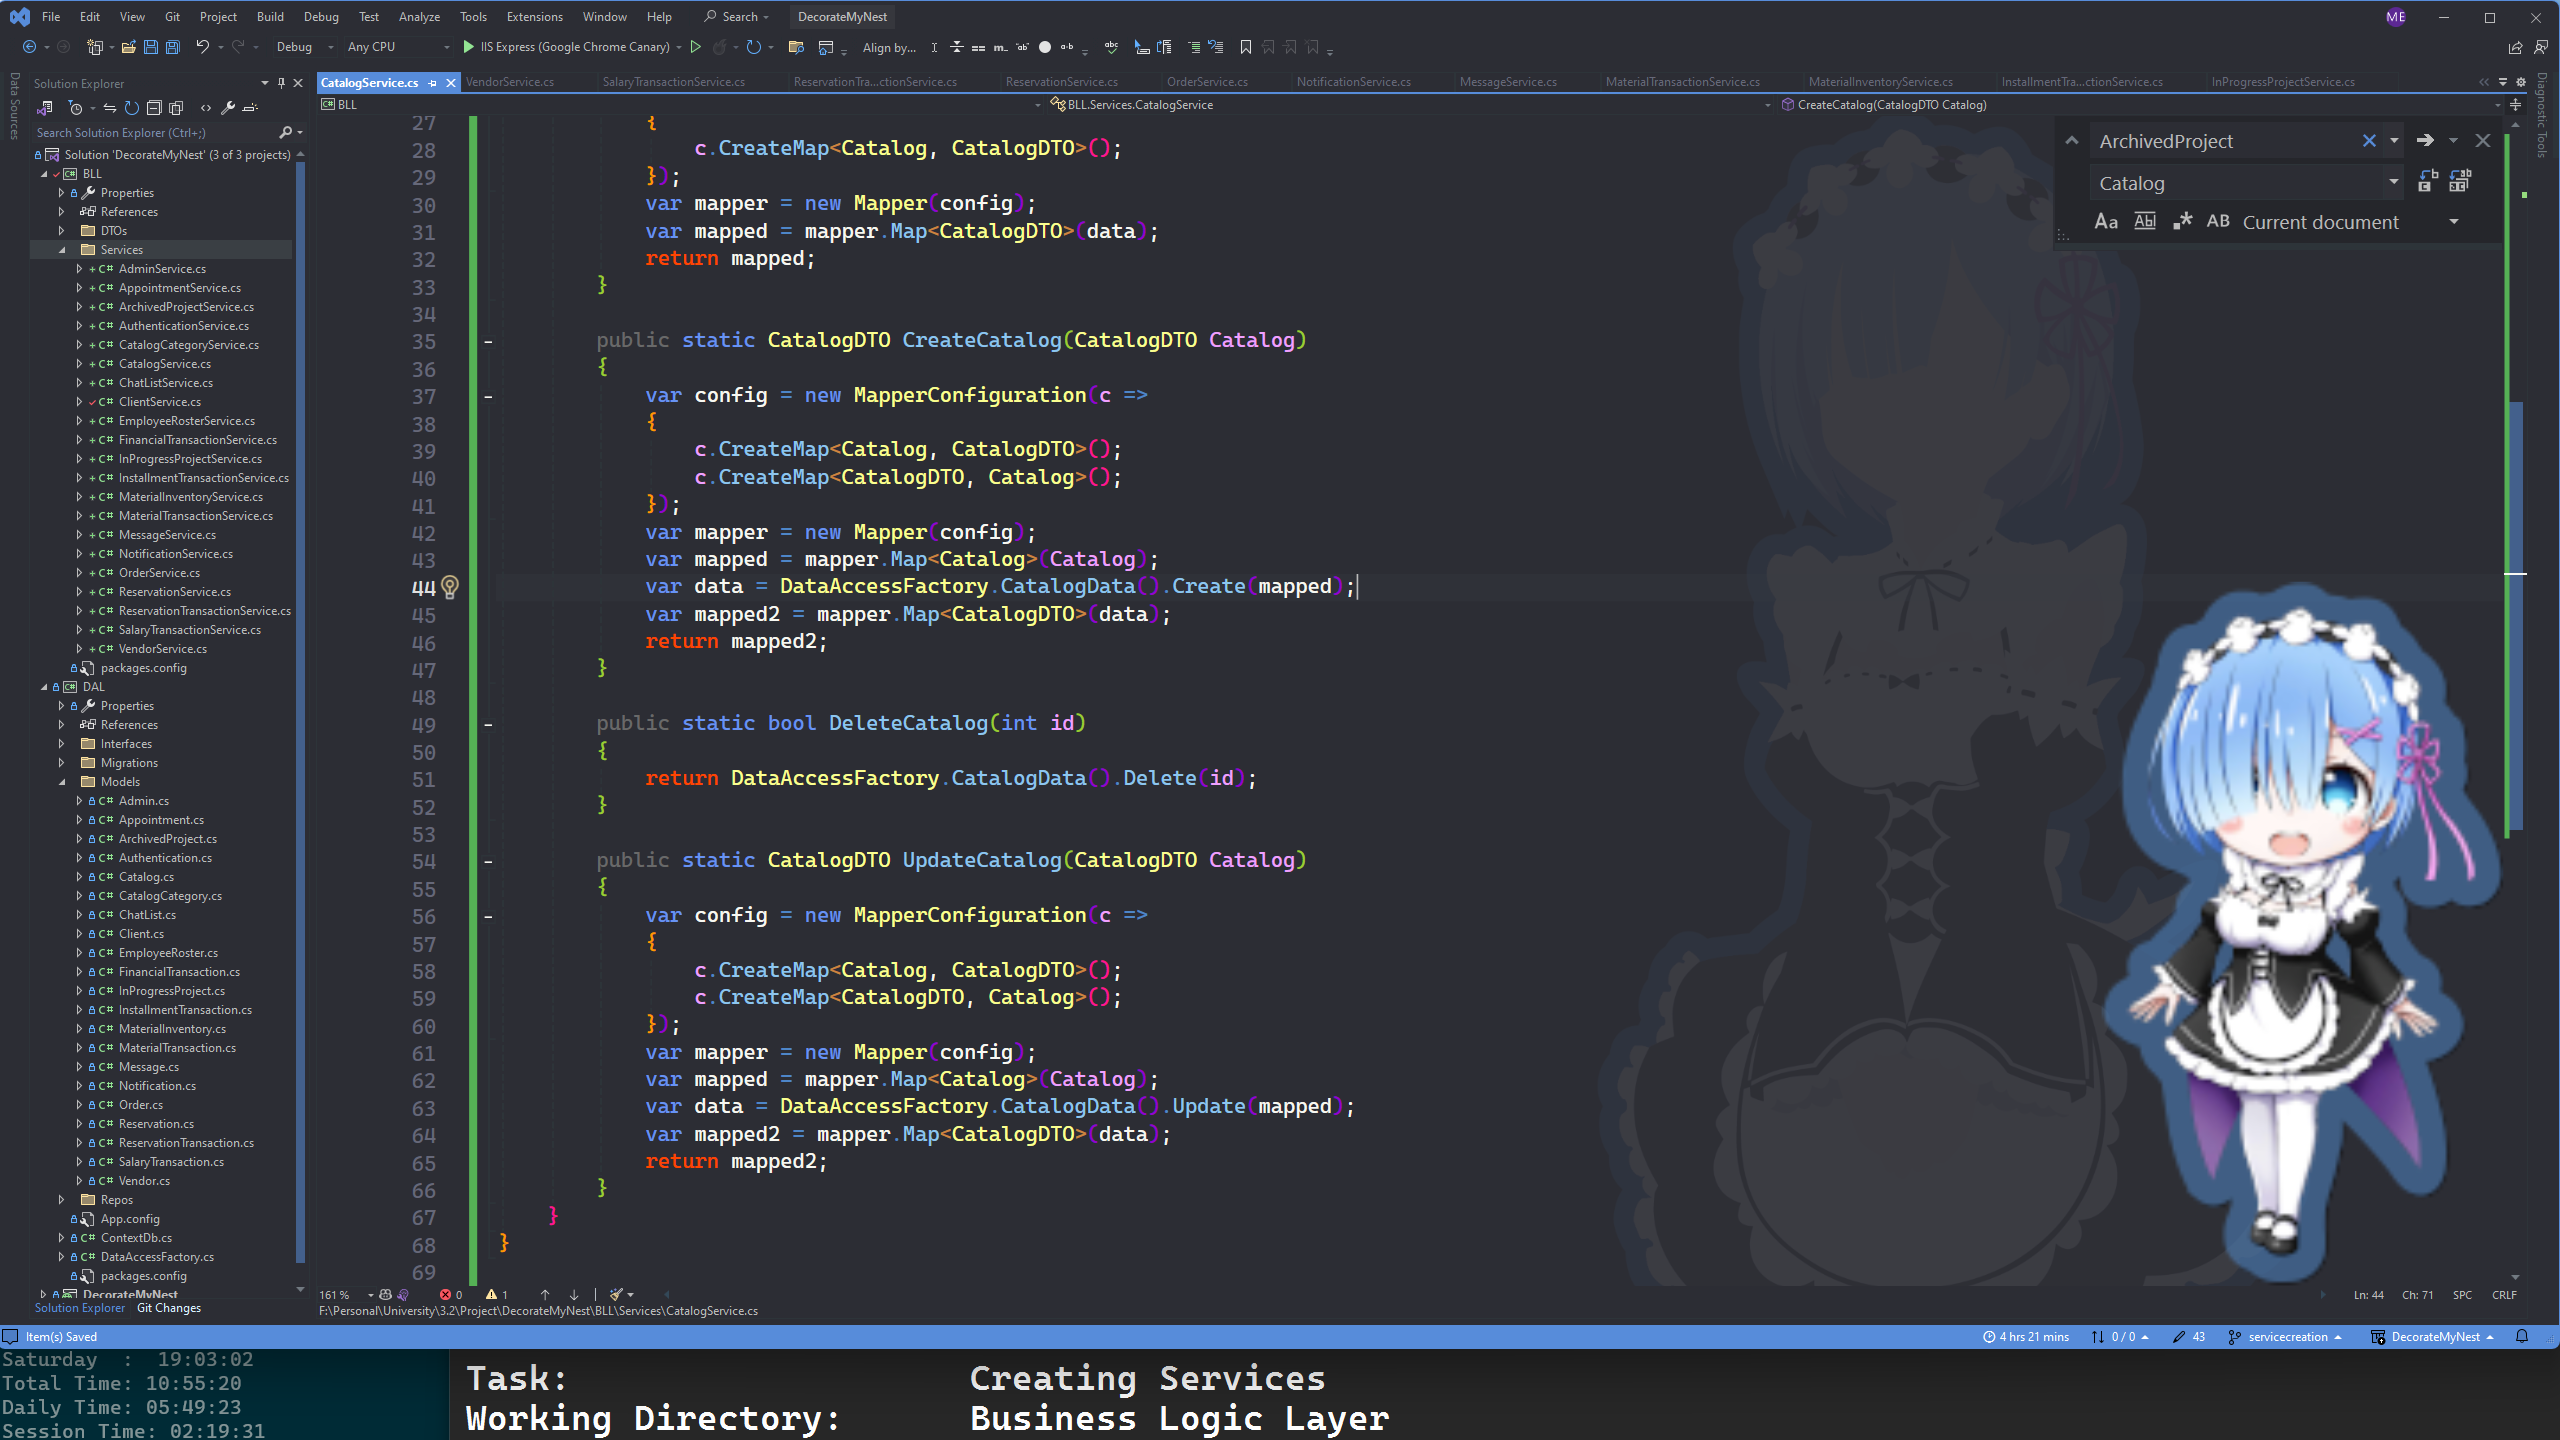 File Edit View Git Project Build Debug Test Analyze Tools Extensions Window Help Search DecorateMyNest ME
Debug Any CPU IIS Express (Google Chrome Canary) Align by...
Data Sources
Solution Explorer
Search Solution Explorer (Ctrl+;)
Solution 'DecorateMyNest' (3 of 3 projects)
BLL
Properties
References
DTOs
Services
C# AdminService.cs
C# AppointmentService.cs
C# ArchivedProjectService.cs
C# AuthenticationService.cs
C# CatalogCategoryService.cs
C# CatalogService.cs
C# ChatListService.cs
C# ClientService.cs
C# EmployeeRosterService.cs
C# FinancialTransactionService.cs
C# InProgressProjectService.cs
C# InstallmentTransactionService.cs
C# MaterialInventoryService.cs
C# MaterialTransactionService.cs
C# MessageService.cs
C# NotificationService.cs
C# OrderService.cs
C# ReservationService.cs
C# ReservationTransactionService.cs
C# SalaryTransactionService.cs
C# VendorService.cs
packages.config
DAL
Properties
References
Interfaces
Migrations
Models
C# Admin.cs
C# Appointment.cs
C# ArchivedProject.cs
C# Authentication.cs
C# Catalog.cs
C# CatalogCategory.cs
C# ChatList.cs
C# Client.cs
C# EmployeeRoster.cs
C# FinancialTransaction.cs
C# InProgressProject.cs
C# InstallmentTransaction.cs
C# MaterialInventory.cs
C# MaterialTransaction.cs
C# Message.cs
C# Notification.cs
C# Order.cs
C# Reservation.cs
C# ReservationTransaction.cs
C# SalaryTransaction.cs
C# Vendor.cs
Repos
App.config
C# ContextDb.cs
C# DataAccessFactory.cs
packages.config
DecorateMyNest
Solution Explorer Git Changes
CatalogService.cs VendorService.cs SalaryTransactionService.cs ReservationTra...ctionService.cs ReservationService.cs OrderService.cs NotificationService.cs MessageService.cs MaterialTransactionService.cs MaterialInventoryService.cs InstallmentTra...ctionService.cs InProgressProjectService.cs
BLL BLL.Services.CatalogService CreateCatalog(CatalogDTO Catalog)
Diagnostic Tools
ArchivedProject
Catalog
Aa Abl .* AB Current document
27 {
28 c.CreateMap<Catalog, CatalogDTO>();
29 });
30 var mapper = new Mapper(config);
31 var mapped = mapper.Map<CatalogDTO>(data);
32 return mapped;
33 }
34
35 public static CatalogDTO CreateCatalog(CatalogDTO Catalog)
36 {
37 var config = new MapperConfiguration(c =>
38 {
39 c.CreateMap<Catalog, CatalogDTO>();
40 c.CreateMap<CatalogDTO, Catalog>();
41 });
42 var mapper = new Mapper(config);
43 var mapped = mapper.Map<Catalog>(Catalog);
44 var data = DataAccessFactory.CatalogData().Create(mapped);
45 var mapped2 = mapper.Map<CatalogDTO>(data);
46 return mapped2;
47 }
48
49 public static bool DeleteCatalog(int id)
50 {
51 return DataAccessFactory.CatalogData().Delete(id);
52 }
53
54 public static CatalogDTO UpdateCatalog(CatalogDTO Catalog)
55 {
56 var config = new MapperConfiguration(c =>
57 {
58 c.CreateMap<Catalog, CatalogDTO>();
59 c.CreateMap<CatalogDTO, Catalog>();
60 });
61 var mapper = new Mapper(config);
62 var mapped = mapper.Map<Catalog>(Catalog);
63 var data = DataAccessFactory.CatalogData().Update(mapped);
64 var mapped2 = mapper.Map<CatalogDTO>(data);
65 return mapped2;
66 }
67 }
68 }
69
161 % 0 1 Ln: 44 Ch: 71 SPC CRLF
F:\Personal\University\3.2\Project\DecorateMyNest\BLL\Services\CatalogService.cs
Item(s) Saved 4 hrs 21 mins 0 / 0 43 servicecreation DecorateMyNest
Saturday : 19:03:02
Total Time: 10:55:20
Daily Time: 05:49:23
Session Time: 02:19:31
Task: Creating Services
Working Directory: Business Logic Layer